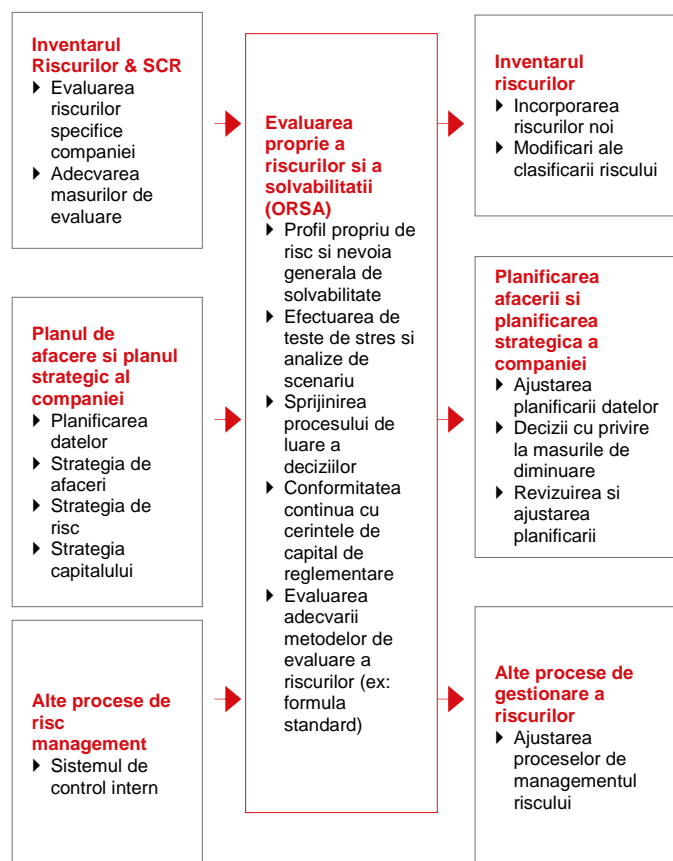 Inventarul
Riscurilor & SCR
Evaluarea
riscurilor
specifice
companiei
Adecvarea
masurilor de
evaluare
Planul de
afacere si planul
strategic al
companiei
Planificarea
datelor
Strategia de
afaceri
Strategia de
risc
Strategia
capitalului
Alte procese de
risc
management
Sistemul de
control intern
Evaluarea
proprie a
riscurilor si a
solvabilitatii
(ORSA)
Profil propriu de
risc si nevoia
generala de
solvabilitate
Efectuarea de
teste de stres si
analize de
scenariu
Sprijinirea
procesului de
luare a
deciziilor
Conformitatea
continua cu
cerintele de
capital de
reglementare
Evaluarea
adecvarii
metodelor de
evaluare a
riscurilor (ex:
formula
standard)
Inventarul
riscurilor
Incorporarea
riscurilor noi
Modificari ale
clasificarii riscului
Planificarea
afacerii si
planificarea
strategica a
companiei
Ajustarea
planificarii datelor
Decizii cu privire
la masurile de
diminuare
Revizuirea si
ajustarea
planificarii
Alte procese de
gestionare a
riscurilor
Ajustarea
proceselor de
managementul
riscului